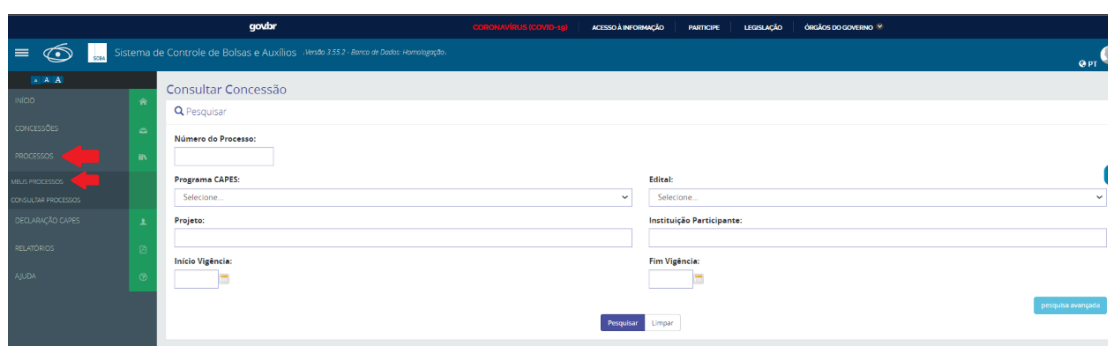 govbr
CORONAVÍRUS (COVID-19) ACESSO À INFORMAÇÃO PARTICIPE LEGISLAÇÃO ÓRGÃOS DO GOVERNO
SCBA Sistema de Controle de Bolsas e Auxílios .:Versão 3.55.2 - Banco de Dados: Homologação:.
PT
A A A
INÍCIO
CONCESSÕES
PROCESSOS
MEUS PROCESSOS
CONSULTAR PROCESSOS
DECLARAÇÃO CAPES
RELATÓRIOS
AJUDA
Consultar Concessão
Pesquisar
Número do Processo:
Programa CAPES: Edital:
Selecione... Selecione...
Projeto: Instituição Participante:
Início Vigência: Fim Vigência:
pesquisa avançada
Pesquisar Limpar